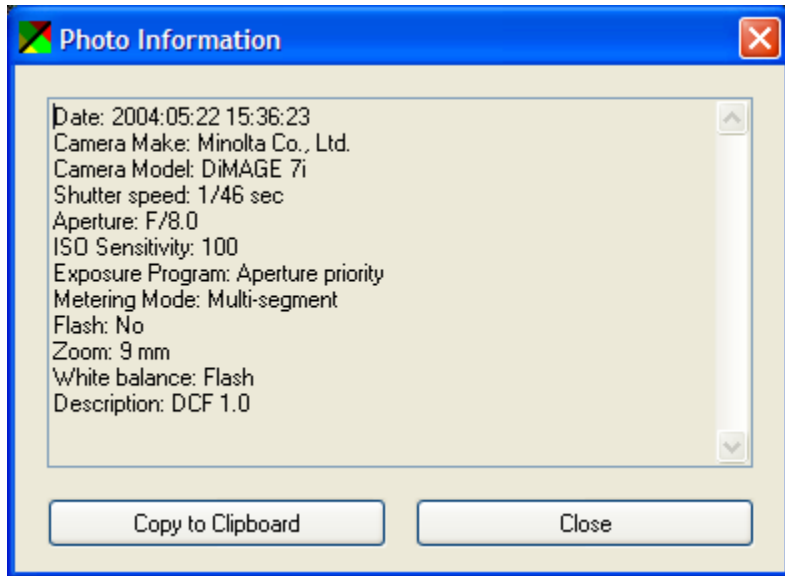 Photo Information
Date: 2004:05:22 15:36:23
Camera Make: Minolta Co., Ltd.
Camera Model: DiMAGE 7i
Shutter speed: 1/46 sec
Aperture: F/8.0
ISO Sensitivity: 100
Exposure Program: Aperture priority
Metering Mode: Multi-segment
Flash: No
Zoom: 9 mm
White balance: Flash
Description: DCF 1.0
Copy to Clipboard
Close